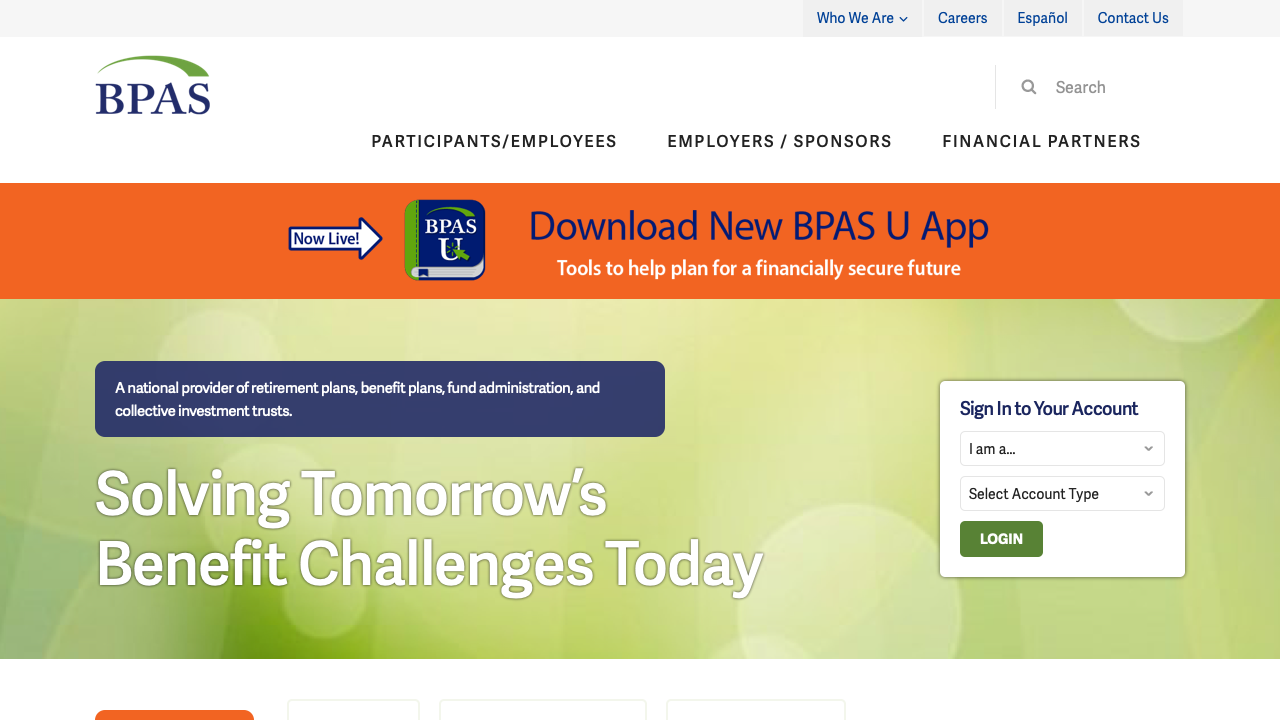 Who We Are
Careers
Español
Contact Us
BPAS
Search
PARTICIPANTS/EMPLOYEES
EMPLOYERS / SPONSORS
FINANCIAL PARTNERS
Now Live!
BPAS
U
Download New BPAS U App
Tools to help plan for a financially secure future
A national provider of retirement plans, benefit plans, fund administration, and
collective investment trusts.
Solving Tomorrow’s
Benefit Challenges Today
Sign In to Your Account
I am a...
Select Account Type
LOGIN